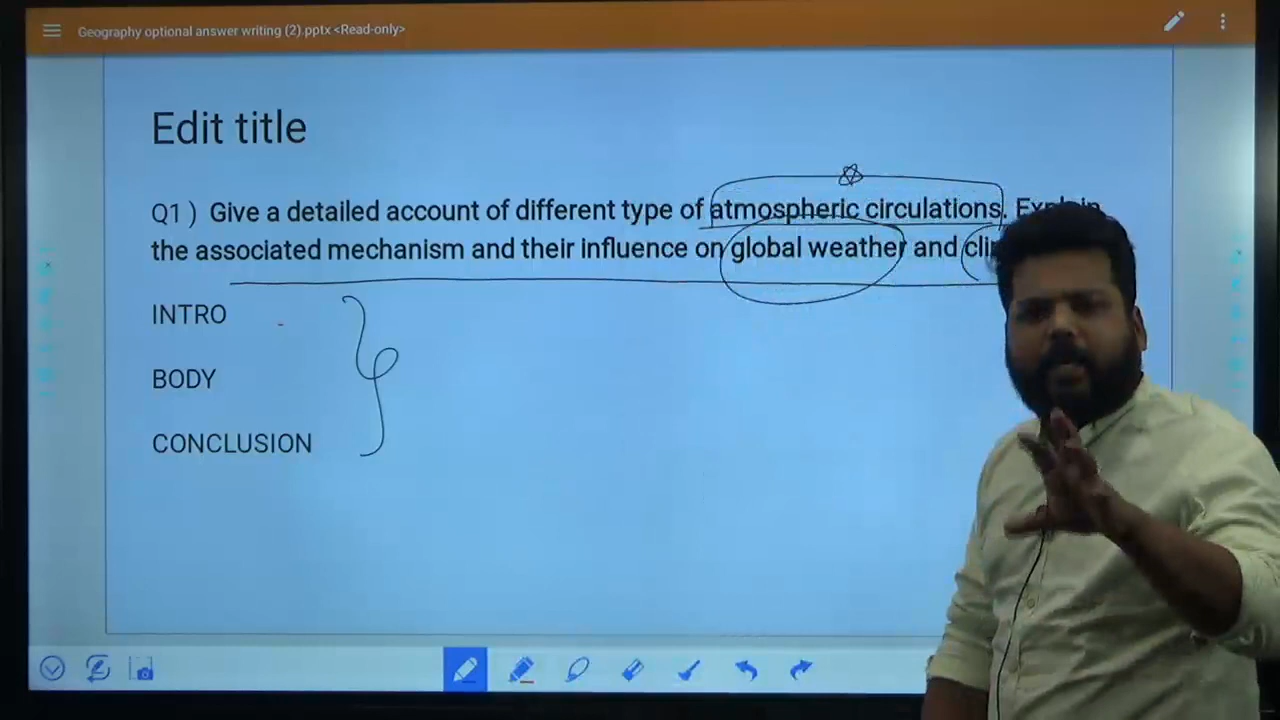 Geography optional answer writing (2).pptx <Read-only>
Edit title
Q1 ) Give a detailed account of different type of atmospheric circulations. Explain
the associated mechanism and their influence on global weather and
INTRO
BODY
CONCLUSION